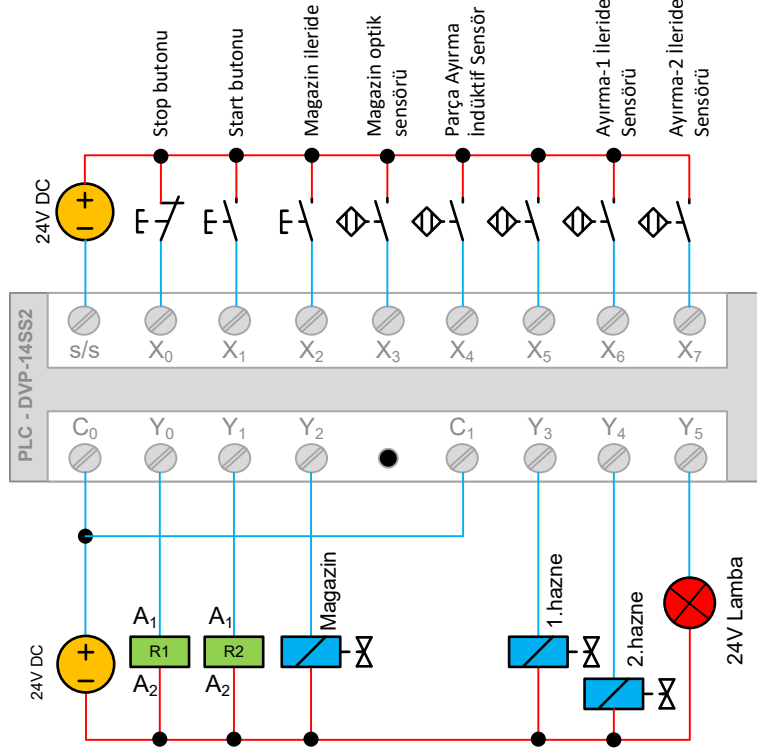 24V DC
Stop butonu
Start butonu
Magazin ileride
Magazin optik
sensörü
Parça Ayırma
İndüktif Sensör
Ayırma-1 İleride
Sensörü
Ayırma-2 İleride
Sensörü
+
−
PLC - DVP-14SS2
s/s X₀ X₁ X₂ X₃ X₄ X₅ X₆ X₇
C₀ Y₀ Y₁ Y₂ C₁ Y₃ Y₄ Y₅
24V DC
+
−
A₁ A₁
R1 R2
A₂ A₂
Magazin
1.hazne
2.hazne
24V Lamba